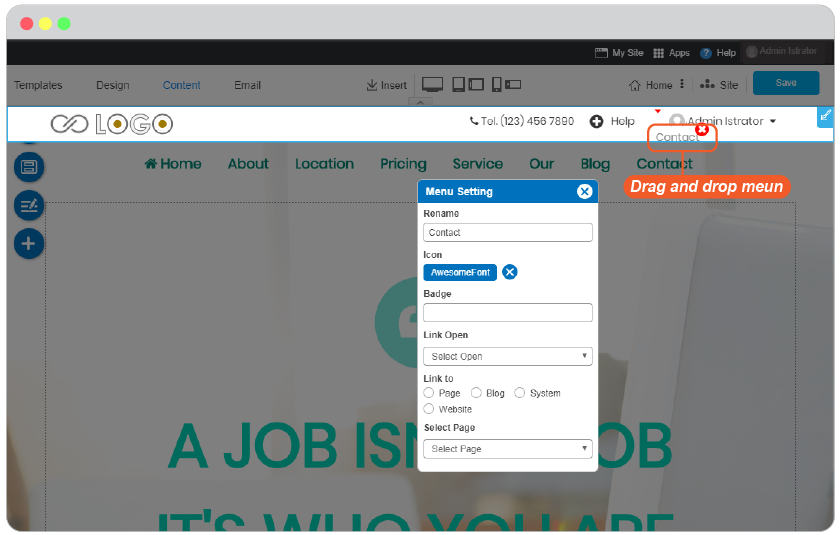 My Site Apps ? Help Admin Istrator
Templates Design Content Email Insert Home Site Save
LOGO Tel. (123) 456 7890 Help Admin Istrator
Contact
Home About Location Pricing Service Our Blog Contact
Drag and drop meun
Menu Setting
Rename
Contact
Icon
AwesomeFont
Badge
Link Open
Select Open
Link to
Page Blog System
Website
Select Page
Select Page
A JOB ISN' OB
IT'S WHO YOU ARE